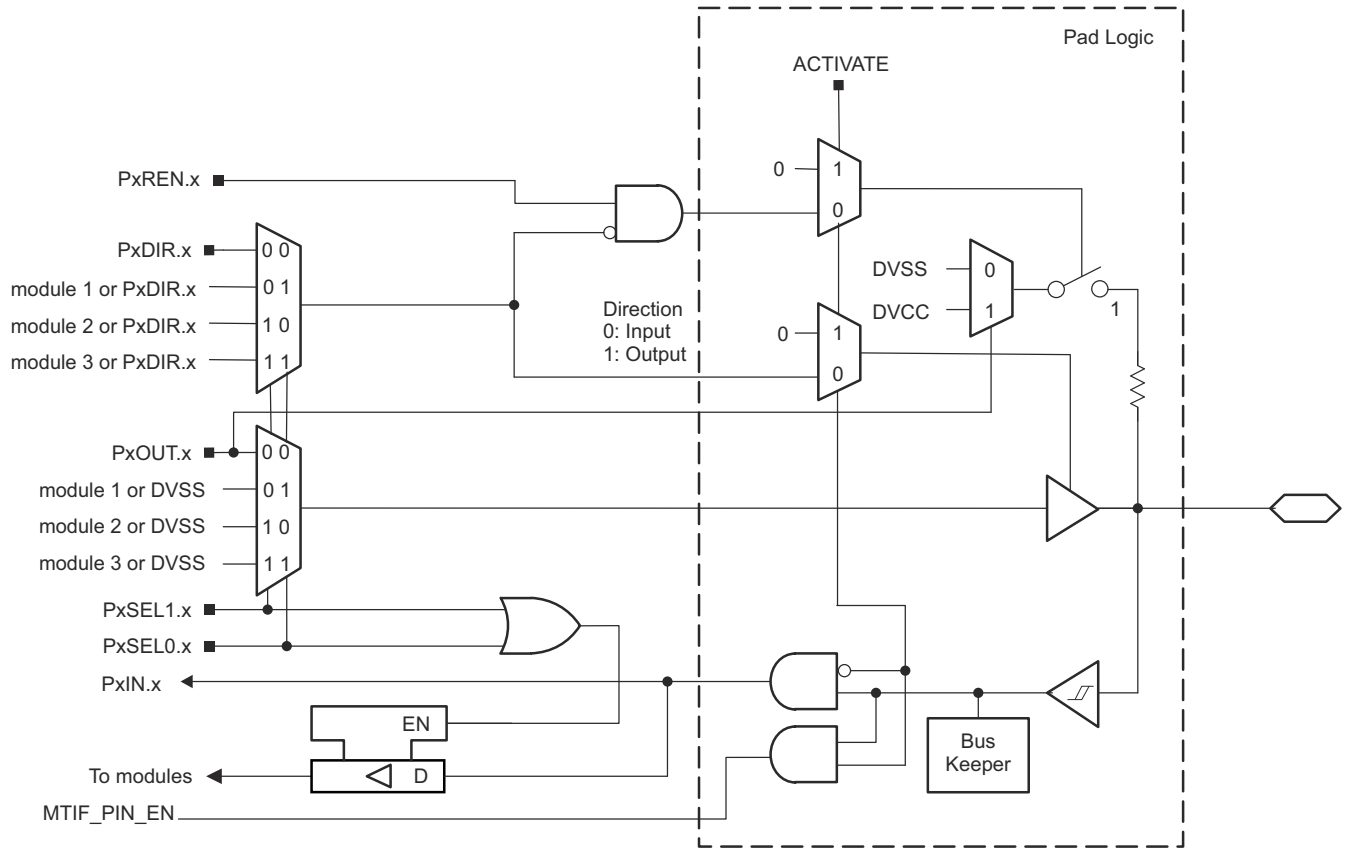 Pad Logic
ACTIVATE
PxREN.x
0
1
0
PxDIR.x
0 0
module 1 or PxDIR.x
0 1
module 2 or PxDIR.x
1 0
module 3 or PxDIR.x
1 1
Direction
0: Input
1: Output
0
1
0
DVSS
0
DVCC
1
1
PxOUT.x
0 0
module 1 or DVSS
0 1
module 2 or DVSS
1 0
module 3 or DVSS
1 1
PxSEL1.x
PxSEL0.x
PxIN.x
EN
D
To modules
MTIF_PIN_EN
Bus
Keeper